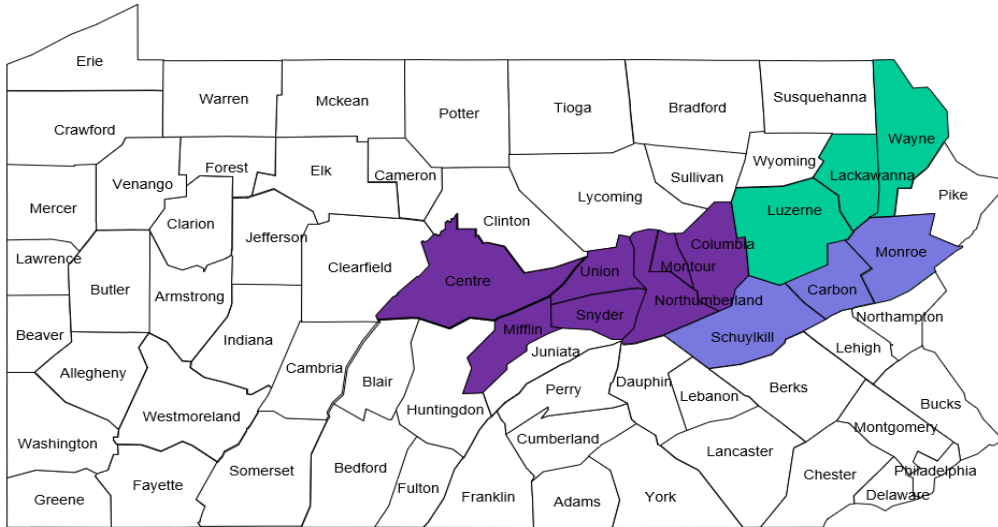 Erie
Warren
Mckean
Potter
Tioga
Bradford
Susquehanna
Crawford
Wayne
Forest
Elk
Cameron
Wyoming
Sullivan
Lackawanna
Venango
Pike
Mercer
Lycoming
Luzerne
Clarion
Clinton
Jefferson
Columbia
Monroe
Lawrence
Clearfield
Centre
Union
Montour
Butler
Armstrong
Carbon
Northumberland
Snyder
Northampton
Beaver
Indiana
Mifflin
Schuylkill
Juniata
Lehigh
Allegheny
Cambria
Blair
Dauphin
Perry
Berks
Lebanon
Huntingdon
Westmoreland
Bucks
Montgomery
Cumberland
Washington
Lancaster
Somerset
Bedford
Philadelphia
Chester
Fayette
Fulton
Franklin
Delaware
Greene
Adams
York